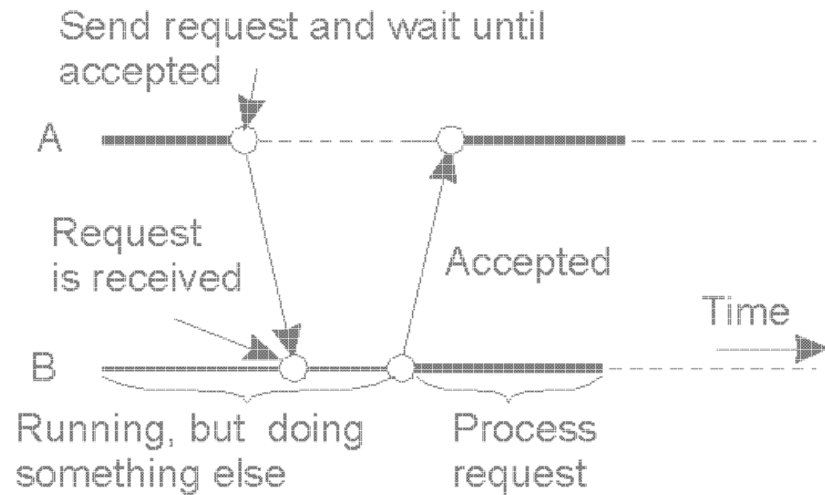 Send request and wait until
accepted
A
Request
is received
Accepted
Time
B
Running, but doing
something else
Process
request